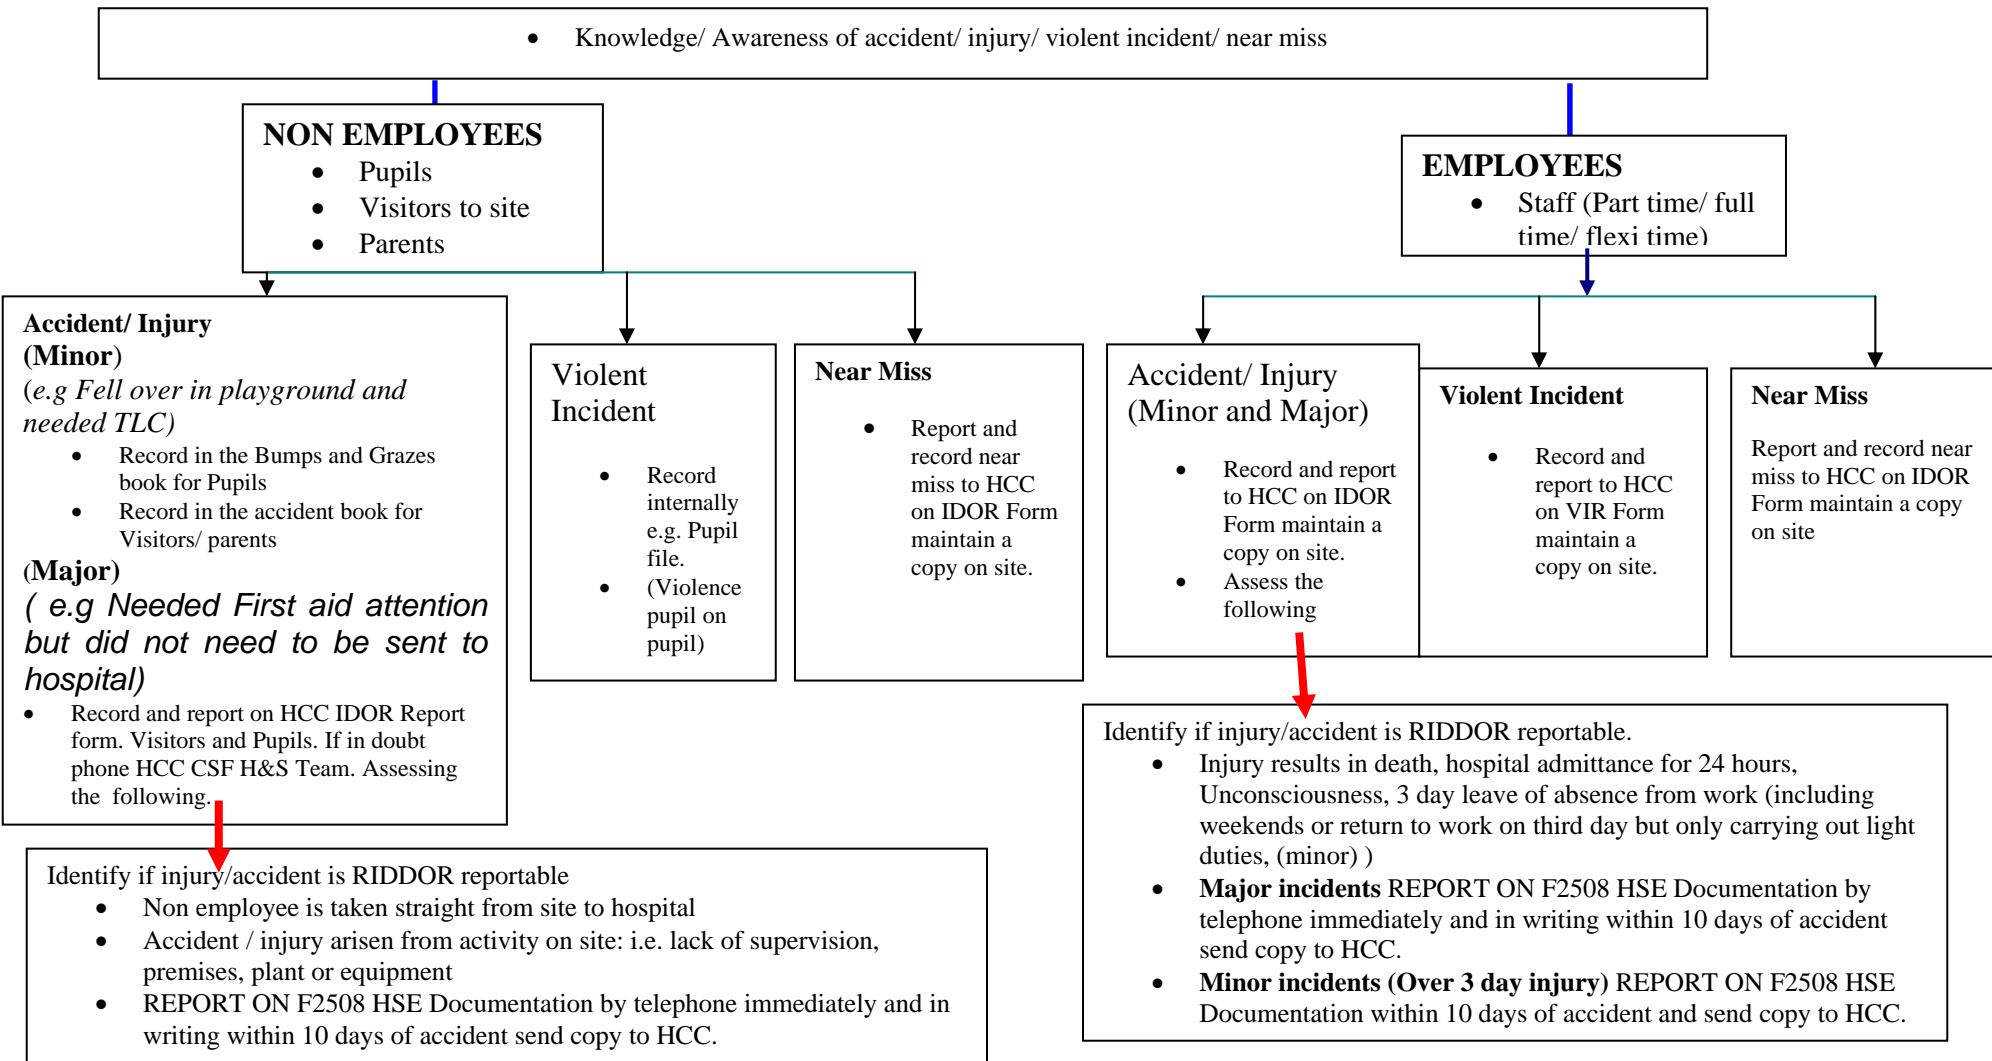 • Knowledge/ Awareness of accident/ injury/ violent incident/ near miss
NON EMPLOYEES
• Pupils
• Visitors to site
• Parents
EMPLOYEES
• Staff (Part time/ full
time/ flexi time)
Accident/ Injury
(Minor)
(e.g Fell over in playground and
needed TLC)
• Record in the Bumps and Grazes
book for Pupils
• Record in the accident book for
Visitors/ parents
(Major)
( e.g Needed First aid attention
but did not need to be sent to
hospital)
• Record and report on HCC IDOR Report
form. Visitors and Pupils. If in doubt
phone HCC CSF H&S Team. Assessing
the following.
Violent
Incident
• Record
internally
e.g. Pupil
file.
• (Violence
pupil on
pupil)
Near Miss
• Report and
record near
miss to HCC
on IDOR Form
maintain a
copy on site.
Accident/ Injury
(Minor and Major)
• Record and report
to HCC on IDOR
Form maintain a
copy on site.
• Assess the
following
Violent Incident
• Record and
report to HCC
on VIR Form
maintain a
copy on site.
Near Miss
Report and record near
miss to HCC on IDOR
Form maintain a copy
on site
Identify if injury/accident is RIDDOR reportable
• Non employee is taken straight from site to hospital
• Accident / injury arisen from activity on site: i.e. lack of supervision,
premises, plant or equipment
• REPORT ON F2508 HSE Documentation by telephone immediately and in
writing within 10 days of accident send copy to HCC.
Identify if injury/accident is RIDDOR reportable.
• Injury results in death, hospital admittance for 24 hours,
Unconsciousness, 3 day leave of absence from work (including
weekends or return to work on third day but only carrying out light
duties, (minor) )
• Major incidents REPORT ON F2508 HSE Documentation by
telephone immediately and in writing within 10 days of accident
send copy to HCC.
• Minor incidents (Over 3 day injury) REPORT ON F2508 HSE
Documentation within 10 days of accident and send copy to HCC.